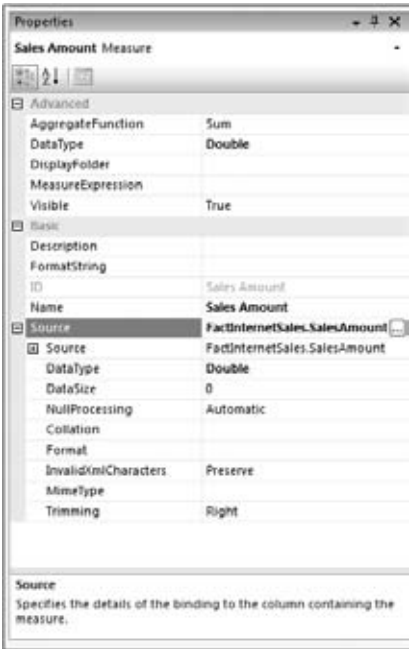 Properties
Sales Amount Measure
Advanced
AggregateFunction Sum
DataType Double
DisplayFolder
MeasureExpression
Visible True
Basic
Description
FormatString
ID Sales Amount
Name Sales Amount
Source FactInternetSales.SalesAmount ...
Source FactInternetSales.SalesAmount
DataType Double
DataSize 0
NullProcessing Automatic
Collation
Format
InvalidXmlCharacters Preserve
MimeType
Trimming Right
Source
Specifies the details of the binding to the column containing the
measure.